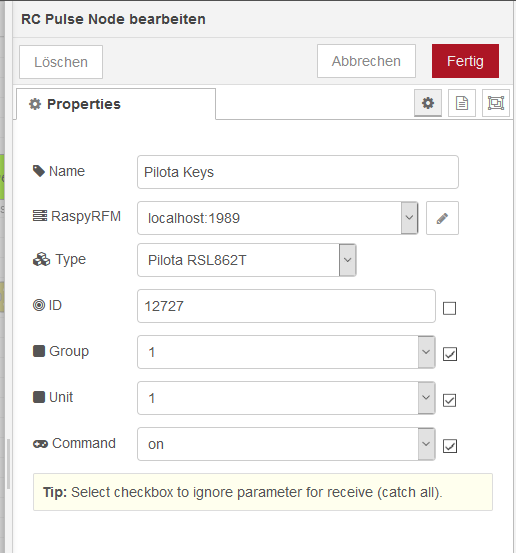 RC Pulse Node bearbeiten
Löschen Abbrechen Fertig
Properties
Name Pilota Keys
RaspyRFM localhost:1989
Type Pilota RSL862T
ID 12727
Group 1
Unit 1
Command on
Tip: Select checkbox to ignore parameter for receive (catch all).